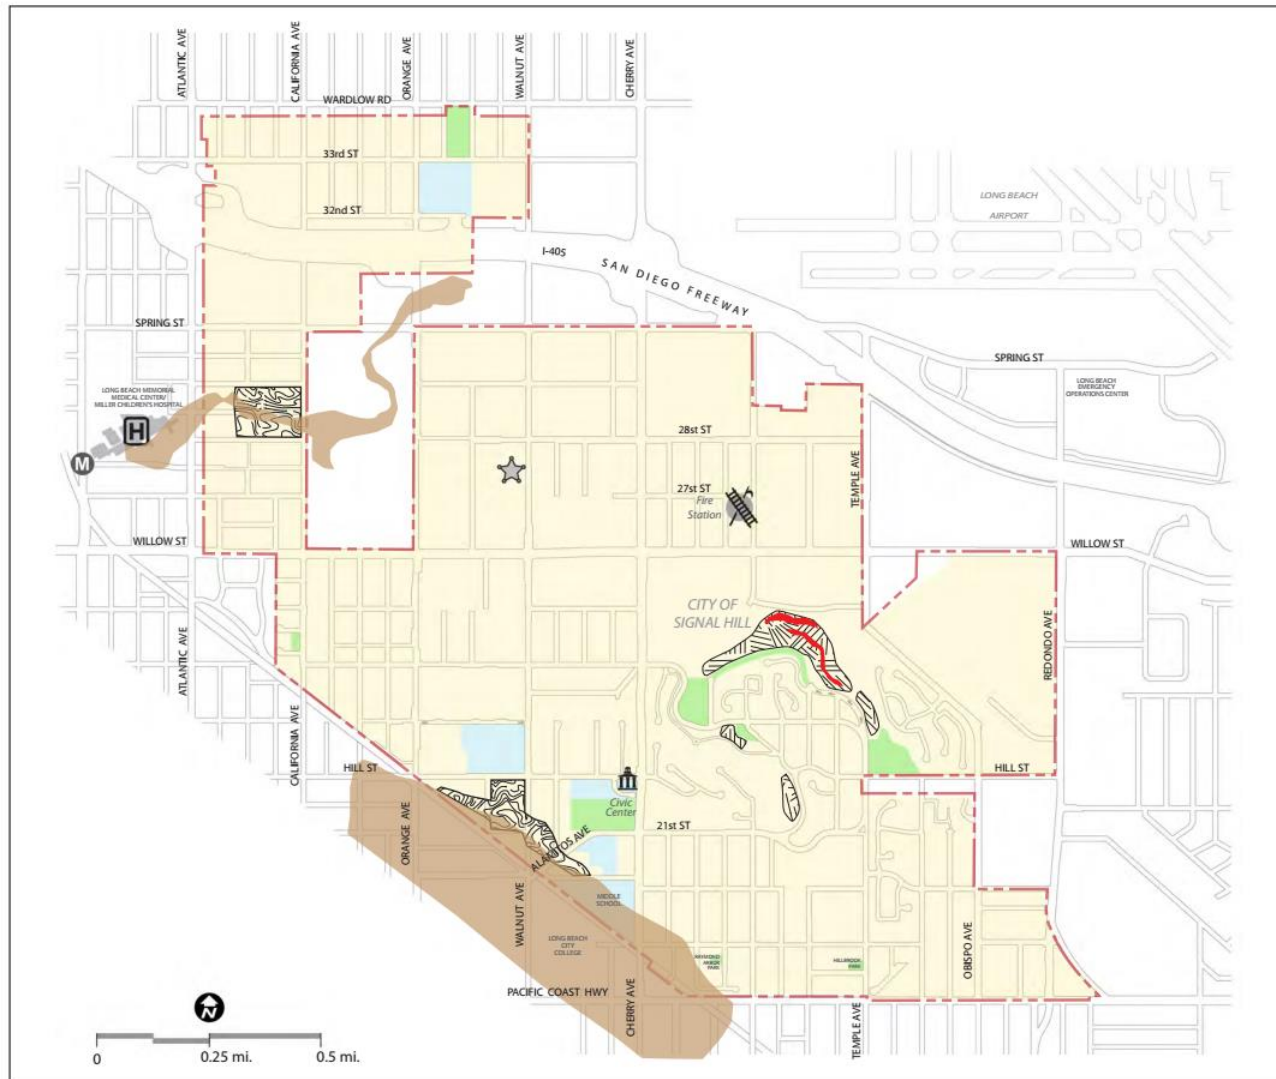 ATLANTIC AVE
CALIFORNIA AVE
ORANGE AVE
WALNUT AVE
CHERRY AVE
WARDLOW RD
33rd ST
32nd ST
LONG BEACH
AIRPORT
I-405
SAN DIEGO FREEWAY
SPRING ST
SPRING ST
LONG BEACH MEMORIAL
MEDICAL CENTER/
MILLER CHILDREN'S HOSPITAL
LONG BEACH
EMERGENCY
OPERATIONS CENTER
H
M
28st ST
27st ST
Fire
Station
TEMPLE AVE
WILLOW ST
WILLOW ST
CITY OF
SIGNAL HILL
ATLANTIC AVE
REDONDO AVE
CALIFORNIA AVE
HILL ST
HILL ST
Civic
Center
ORANGE AVE
21st ST
ALAMITOS AVE
MIDDLE
SCHOOL
WALNUT AVE
LONG BEACH
CITY
COLLEGE
OBISPO AVE
RAYMOND
ARBOR
PARK
HILLBROOK
PARK
PACIFIC COAST HWY
CHERRY AVE
TEMPLE AVE
N
0
0.25 mi.
0.5 mi.